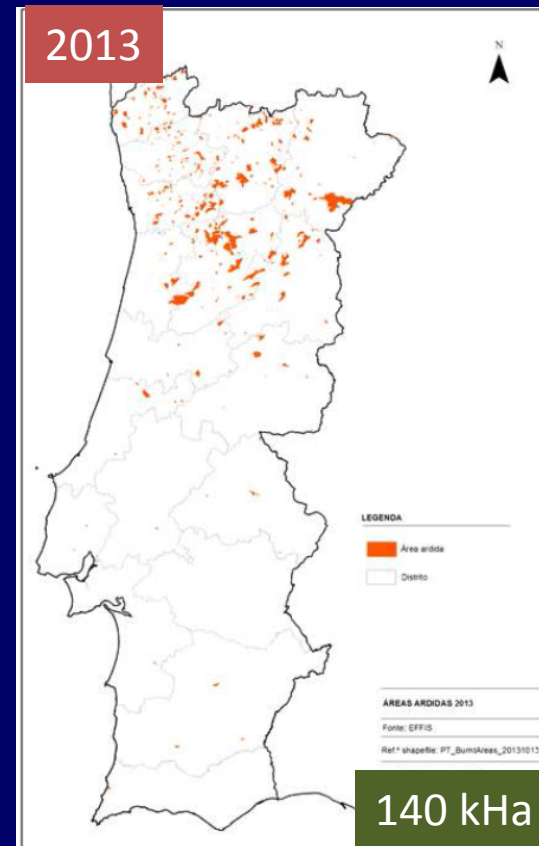 2013
N
LEGENDA
Área ardida
Distrito
ÁREAS ARDIDAS 2013
Fonte: EFFIS
Ref.ª shapefile: PT_BurntAreas_20131013
140 kHa